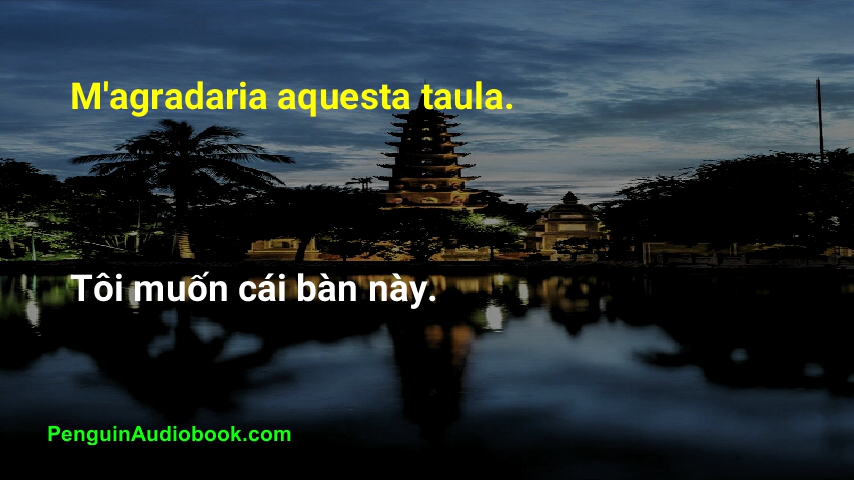 M'agradaria aquesta taula.
Tôi muốn cái bàn này.
PenguinAudiobook.com